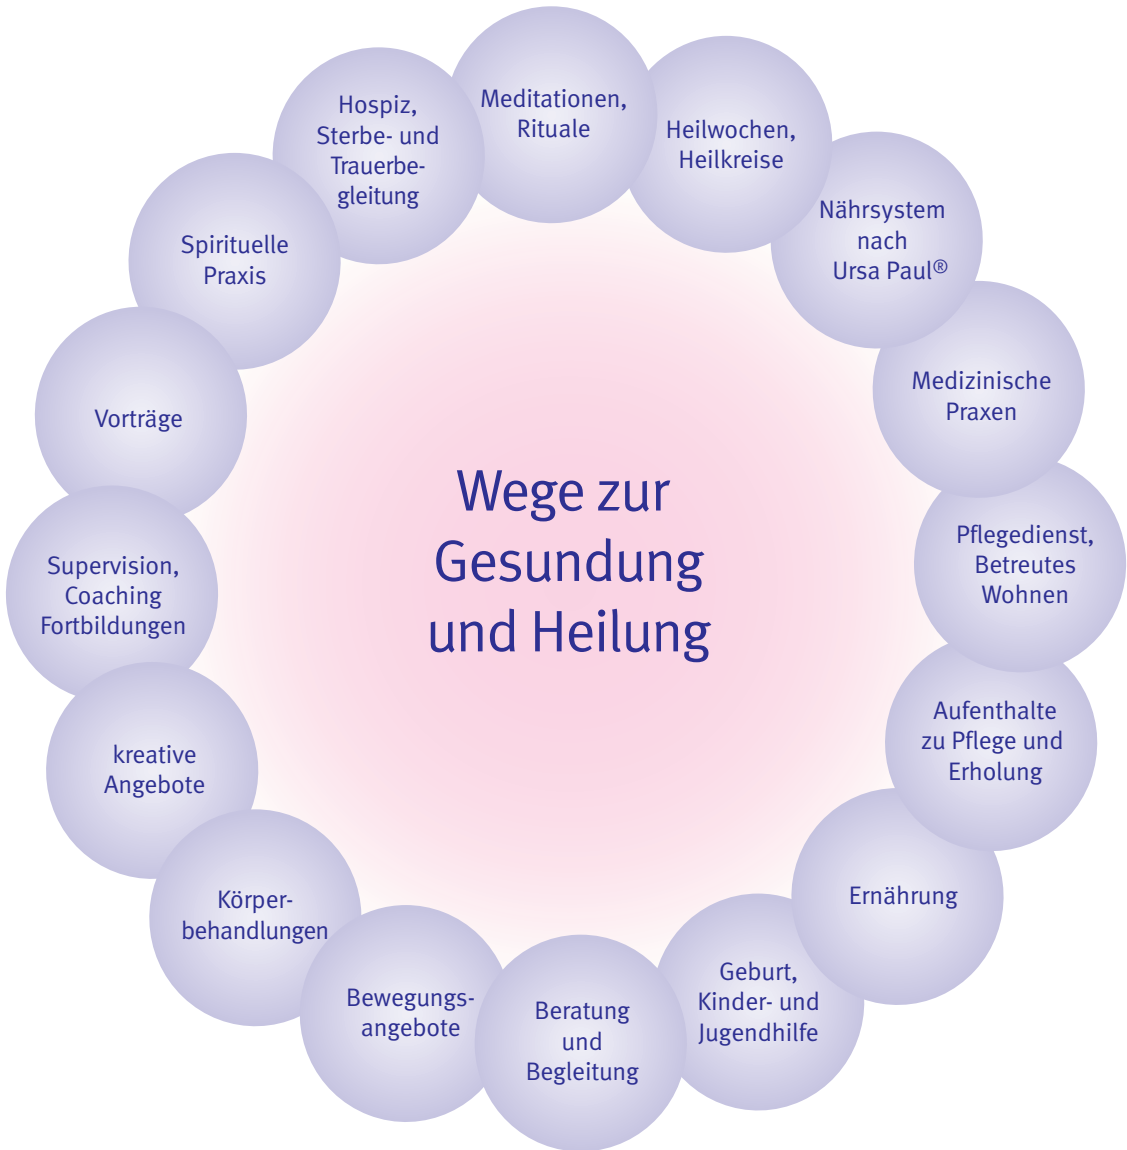 Meditationen,
Rituale
Heilwochen,
Heilkreise
Nährsystem
nach
Ursa Paul®
Medizinische
Praxen
Pflegedienst,
Betreutes
Wohnen
Aufenthalte
zu Pflege und
Erholung
Ernährung
Geburt,
Kinder- und
Jugendhilfe
Beratung
und
Begleitung
Bewegungs-
angebote
Körper-
behandlungen
kreative
Angebote
Supervision,
Coaching
Fortbildungen
Vorträge
Spirituelle
Praxis
Hospiz,
Sterbe- und
Trauerbe-
gleitung
Wege zur
Gesundung
und Heilung